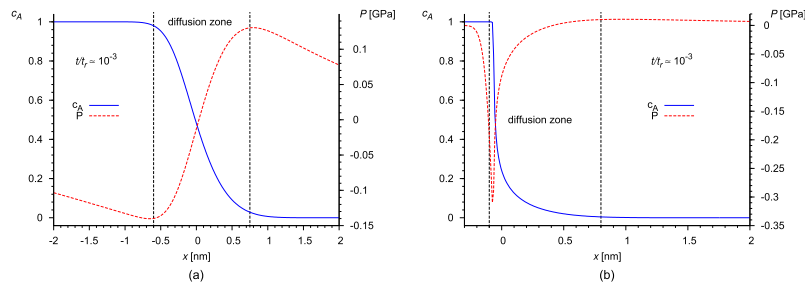 c_A P [GPa]
diffusion zone
t/t_r ≃ 10^-3
c_A
P
1
0.8
0.6
0.4
0.2
0
0.1
0.05
0
-0.05
-0.1
-0.15
-2 -1.5 -1 -0.5 0 0.5 1 1.5 2
x [nm]
(a)
c_A P [GPa]
t/t_r ≃ 10^-3
c_A
P
diffusion zone
1
0.8
0.6
0.4
0.2
0
0
-0.05
-0.1
-0.15
-0.2
-0.25
-0.3
-0.35
0 0.5 1 1.5 2
x [nm]
(b)